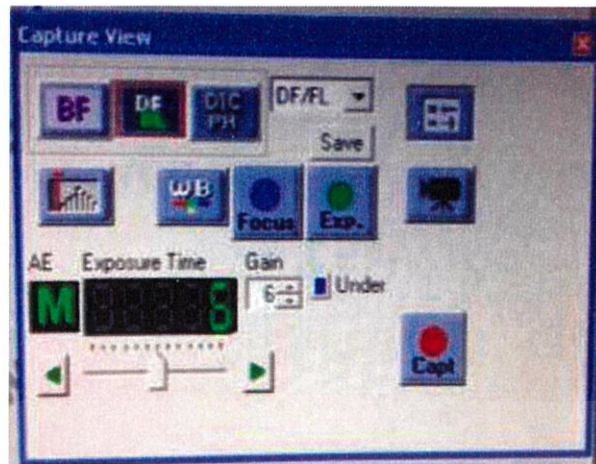 Capture View
BF DF DIC PH DF/FL
Save
WB Focus Exp.
AE Exposure Time Gain
M 6 6 Under
Capt